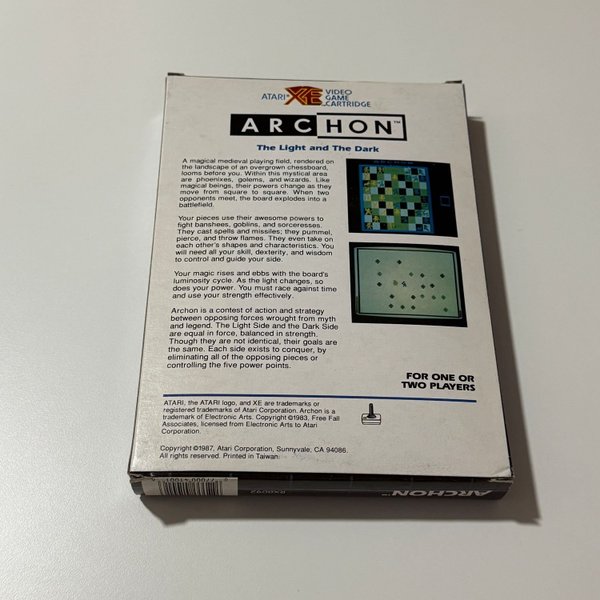 ATARI® XE VIDEO
GAME
CARTRIDGE
ARCHON™
The Light and The Dark
A magical medieval playing field, rendered on
the landscape of an overgrown chessboard,
looms before you. Within this mystical area
are phoenixes, golems, and wizards. Like
magical beings, their powers change as they
move from square to square. When two
opponents meet, the board explodes into a
battlefield.
Your pieces use their awesome powers to
fight banshees, goblins, and sorceresses.
They cast spells and missiles; they pummel,
pierce, and throw flames. They even take on
each other's shapes and characteristics. You
will need all your skill, dexterity, and wisdom
to control and guide your side.
Your magic rises and ebbs with the board's
luminosity cycle. As the light changes, so
does your power. You must race against time
and use your strength effectively.
Archon is a contest of action and strategy
between opposing forces wrought from myth
and legend. The Light Side and the Dark Side
are equal in force, balanced in strength.
Though they are not identical, their goals are
the same. Each side exists to conquer, by
eliminating all of the opposing pieces or
controlling the five power points.
FOR ONE OR
TWO PLAYERS
ATARI, the ATARI logo, and XE are trademarks or
registered trademarks of Atari Corporation. Archon is a
trademark of Electronic Arts. Copyright ©1983, Free Fall
Associates, licensed from Electronic Arts to Atari
Corporation.
Copyright ©1987, Atari Corporation, Sunnyvale, CA 94086.
All rights reserved. Printed in Taiwan.
ARCHON™
RX8092